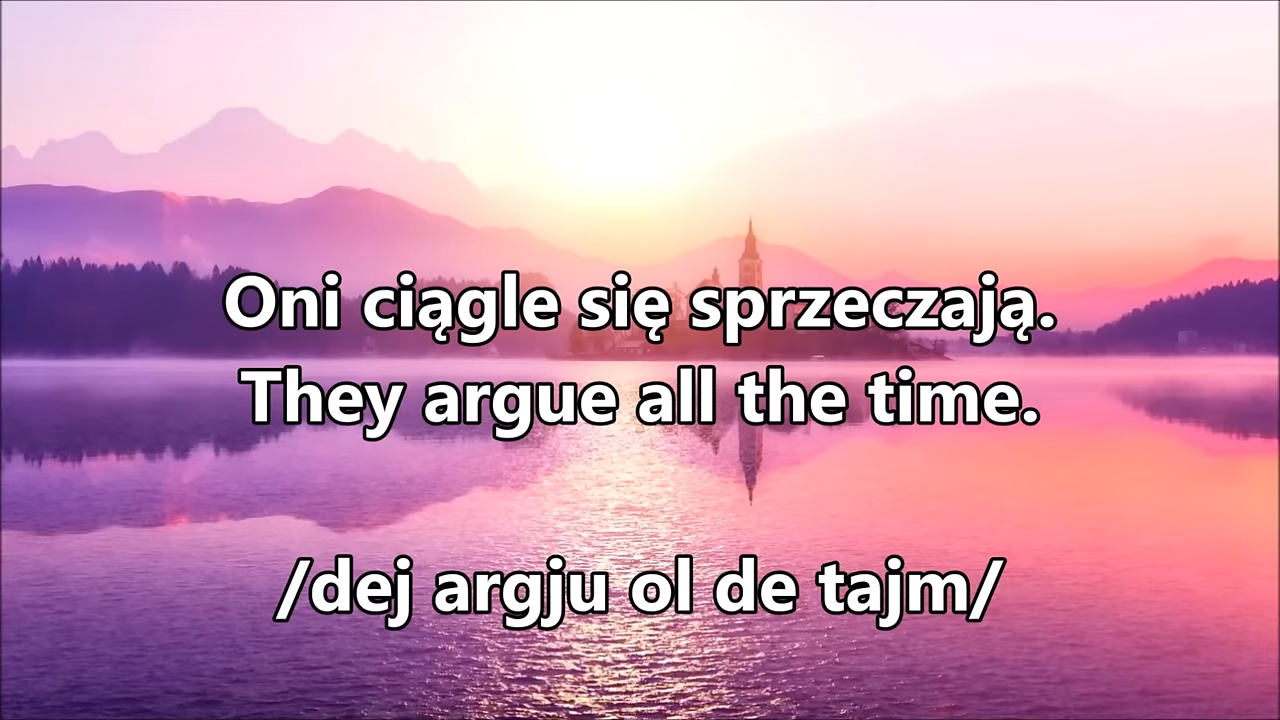 Oni ciągle się sprzeczają.
They argue all the time.
/dej argju ol de tajm/